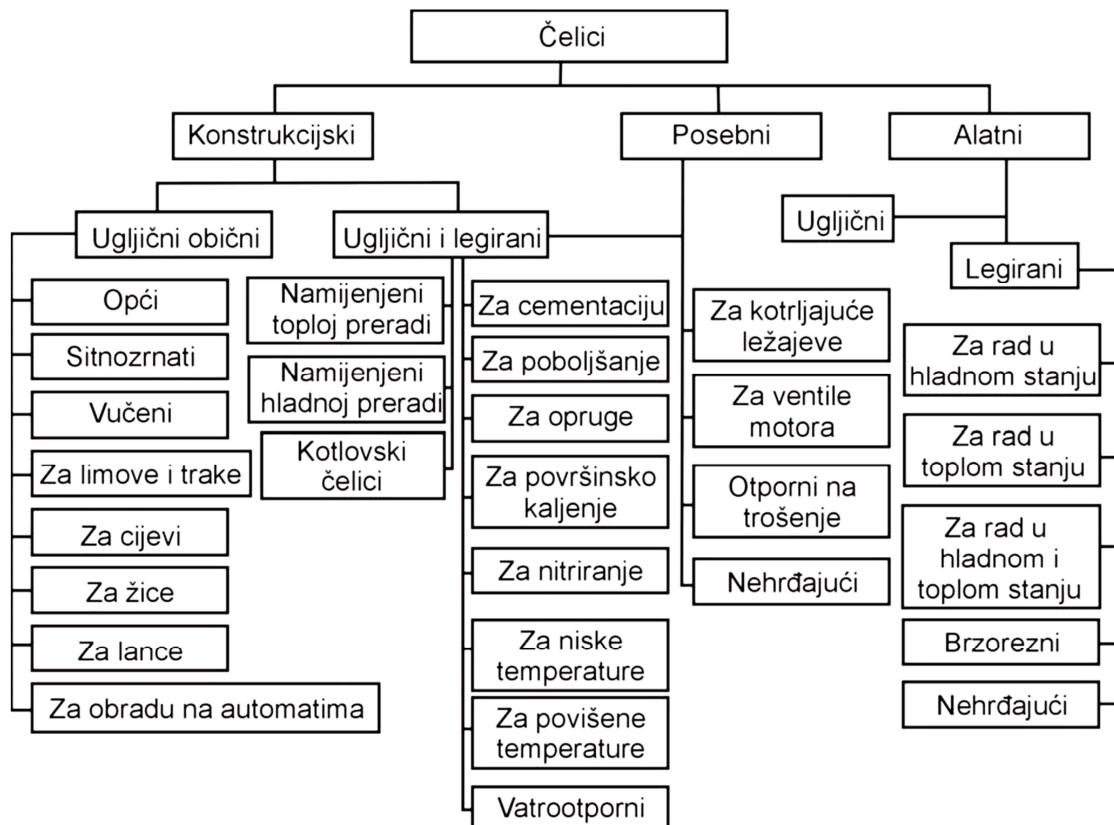 Čelici
Konstrukcijski
Posebni
Alatni
Ugljični obični
Ugljični i legirani
Ugljični
Legirani
Opći
Sitnozrnati
Vučeni
Za limove i trake
Za cijevi
Za žice
Za lance
Za obradu na automatima
Namijenjeni
toploj preradi
Namijenjeni
hladnoj preradi
Kotlovski
čelici
Za cementaciju
Za poboljšanje
Za opruge
Za površinsko
kaljenje
Za nitriranje
Za niske
temperature
Za povišene
temperature
Vatrootporni
Za kotrljajuće
ležajeve
Za ventile
motora
Otporni na
trošenje
Nehrđajući
Za rad u
hladnom stanju
Za rad u
toplom stanju
Za rad u
hladnom i
toplom stanju
Brzorezni
Nehrđajući